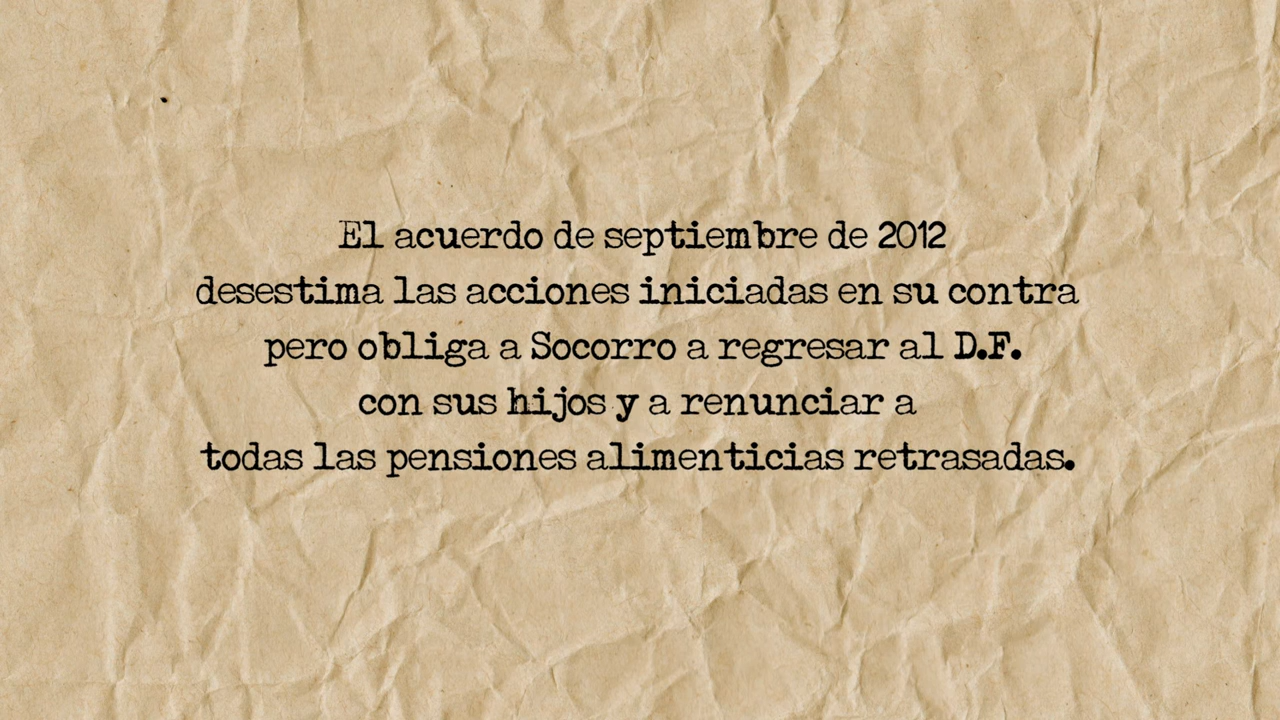 El acuerdo de septiembre de 2012
desestima las acciones iniciadas en su contra
pero obliga a Socorro a regresar al D.F.
con sus hijos y a renunciar a
todas las pensiones alimenticias retrasadas.